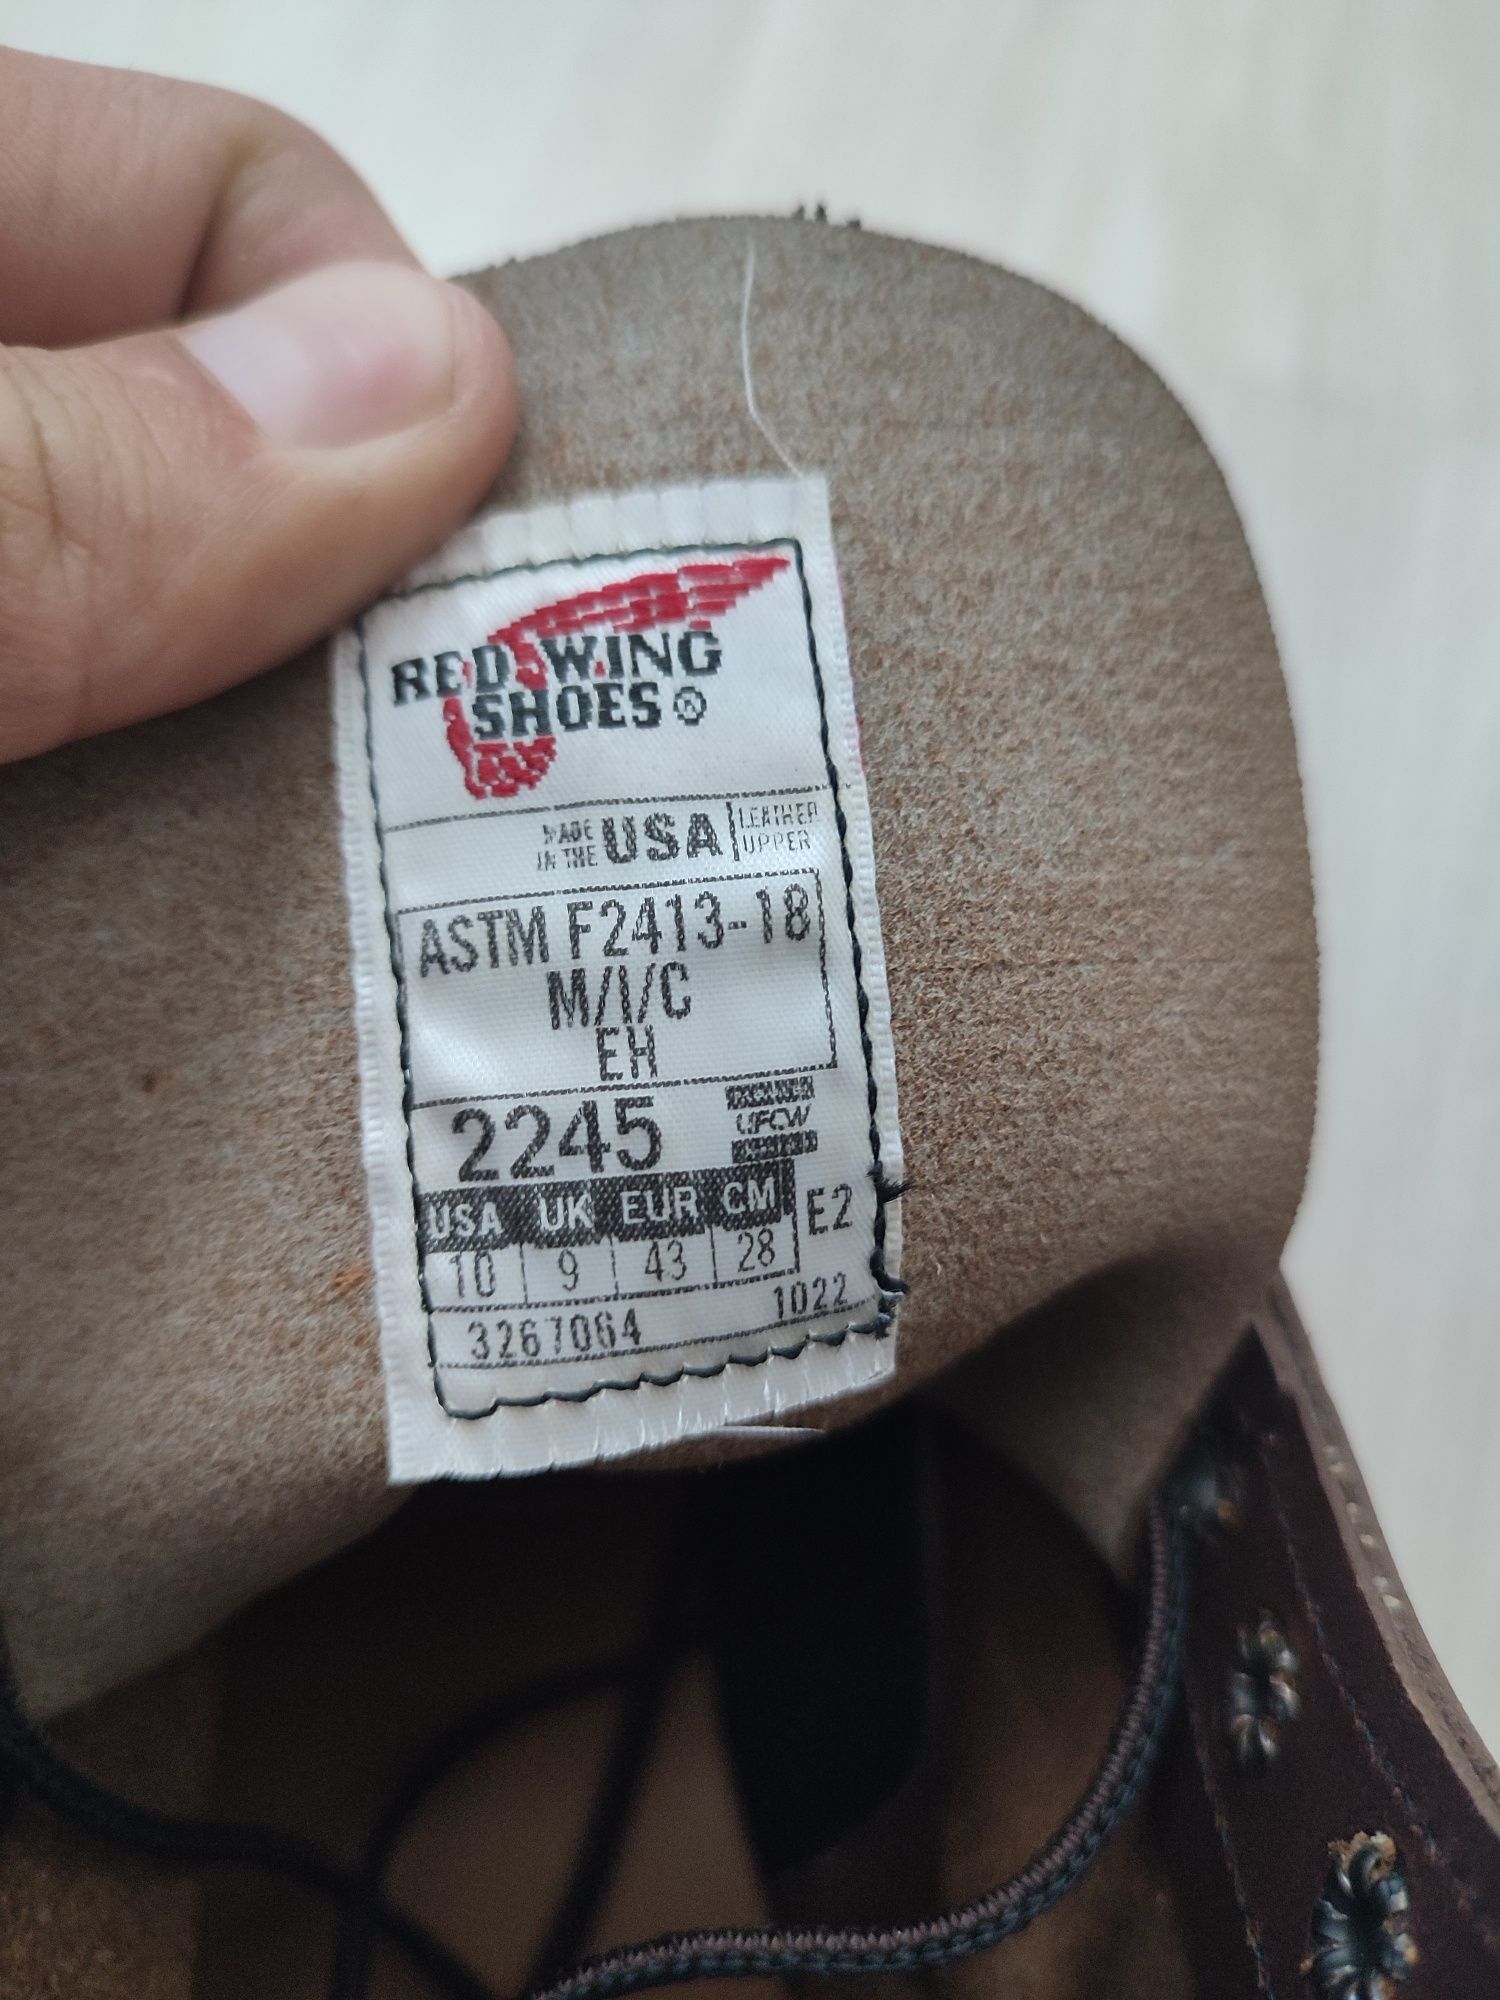 RED WING
SHOES ®
MADE IN THE USA | LEATHER UPPER
ASTM F2413-18
M/I/C
EH
2245 UFCW
USA UK EUR CM E2
10 9 43 28
1022
3267064